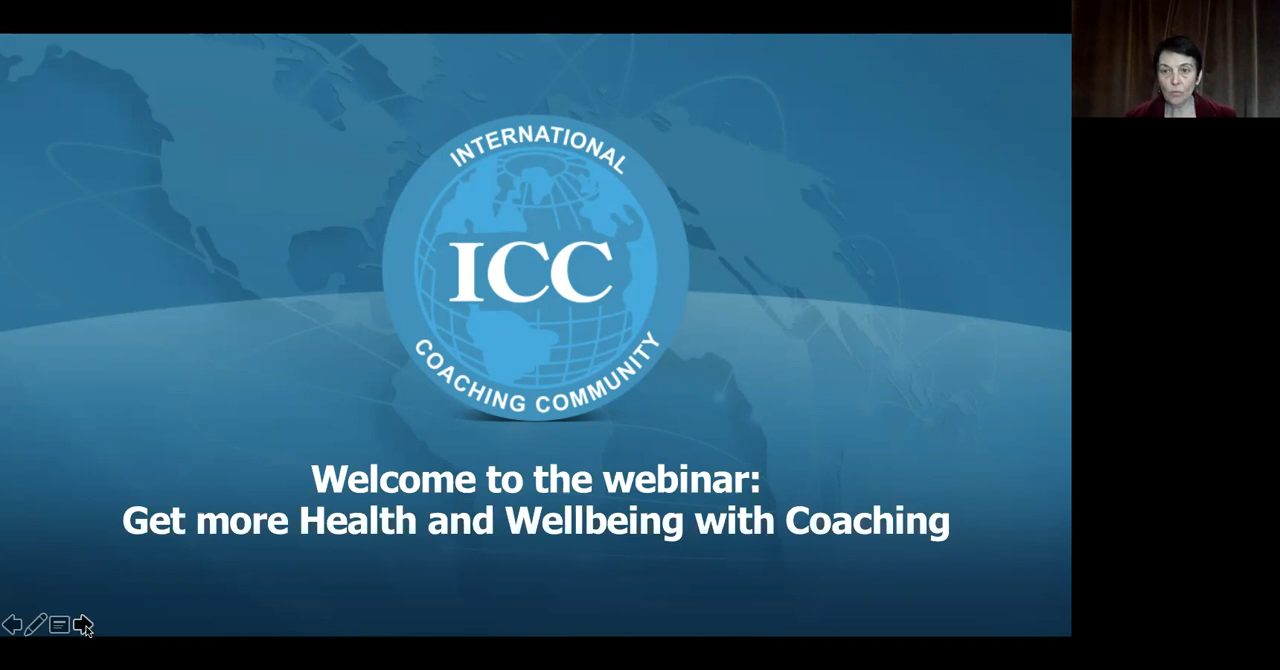 INTERNATIONAL
ICC
COACHING COMMUNITY
Welcome to the webinar:
Get more Health and Wellbeing with Coaching